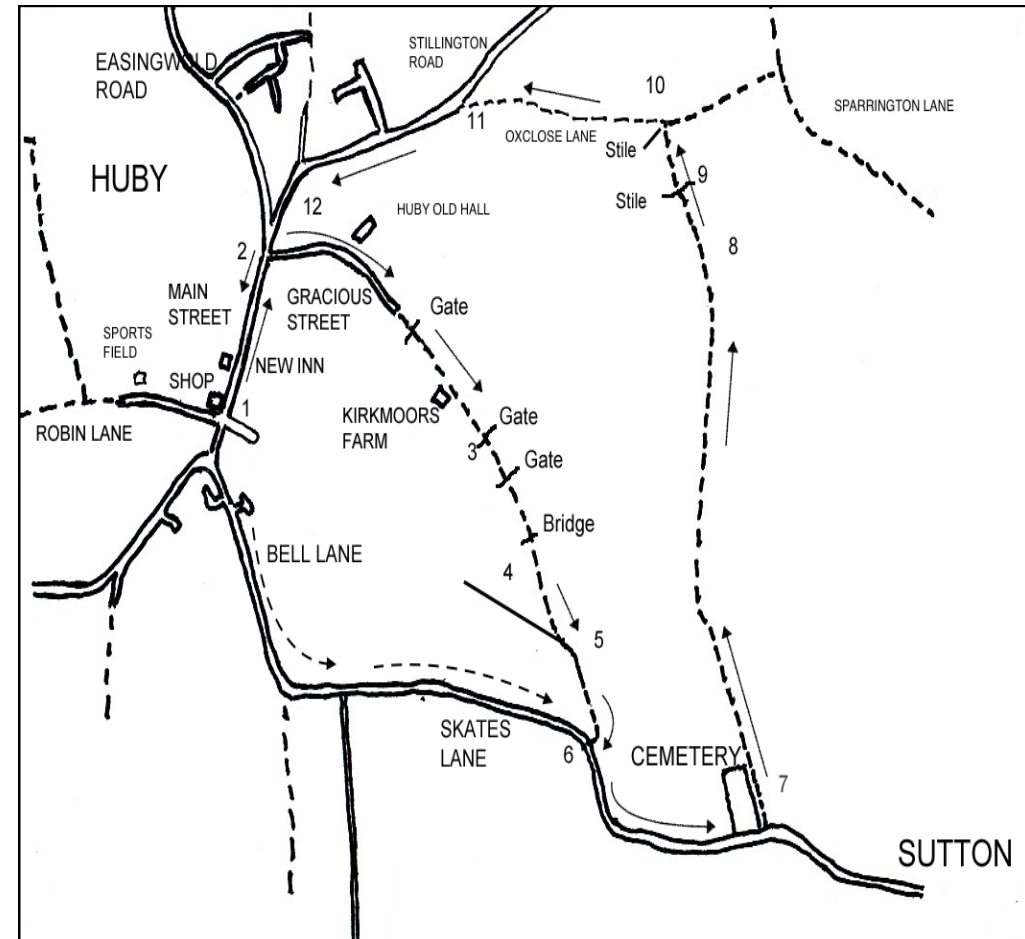 EASINGWOLD
ROAD
STILLINGTON
ROAD
10
SPARRINGTON LANE
11
OXCLOSE LANE
Stile
HUBY
9
Stile
12
HUBY OLD HALL
8
2
MAIN
STREET
GRACIOUS
STREET
Gate
SPORTS
FIELD
NEW INN
SHOP
1
ROBIN LANE
KIRKMOORS
FARM
Gate
3
Gate
Bridge
BELL LANE
4
5
SKATES
LANE
6
CEMETERY
7
SUTTON